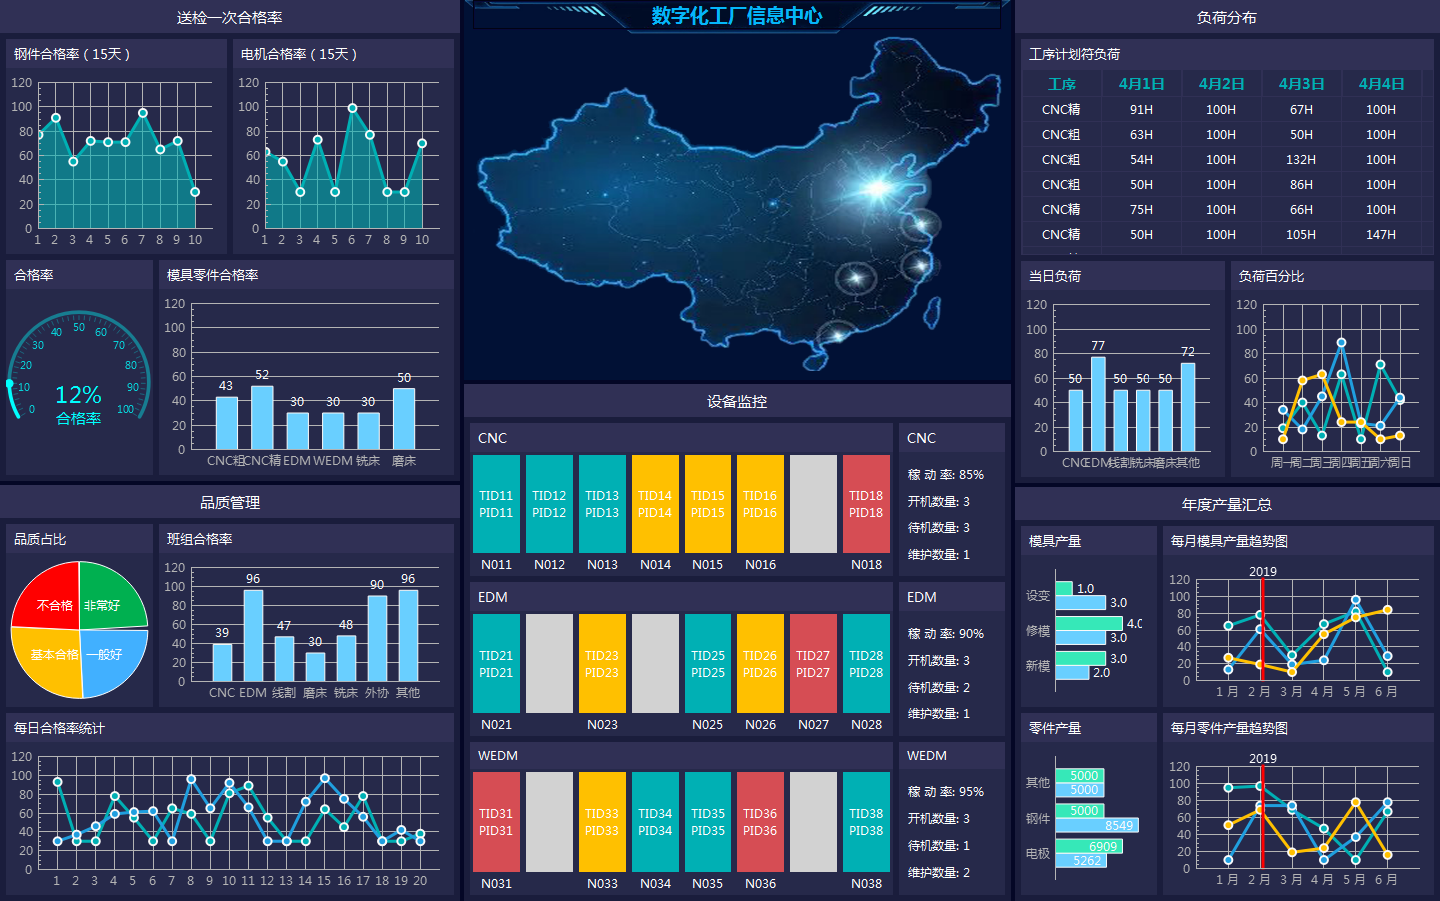 送检一次合格率
钢件合格率（15天）
120
100
80
60
40
20
0
1 2 3 4 5 6 7 8 9 10
电机合格率（15天）
120
100
80
60
40
20
0
1 2 3 4 5 6 7 8 9 10
合格率
0 10 20 30 40 50 60 70 80 90 100
12%
合格率
模具零件合格率
120
100
80
60
40
20
0
43 52 30 30 30 50
CNC粗 CNC精 EDM WEDM 铣床 磨床
品质管理
品质占比
不合格 非常好
基本合格 一般好
班组合格率
120
100
80
60
40
20
0
39 96 47 30 48 90 96
CNC EDM 线割 磨床 铣床 外协 其他
每日合格率统计
120
100
80
60
40
20
0
1 2 3 4 5 6 7 8 9 10 11 12 13 14 15 16 17 18 19 20
数字化工厂信息中心
设备监控
CNC
TID11 TID12 TID13 TID14 TID15 TID16 TID18
PID11 PID12 PID13 PID14 PID15 PID16 PID18
N011 N012 N013 N014 N015 N016 N018
CNC
稼 动 率: 85%
开机数量: 3
待机数量: 3
维护数量: 1
EDM
TID21 TID23 TID25 TID26 TID27 TID28
PID21 PID23 PID25 PID26 PID27 PID28
N021 N023 N025 N026 N027 N028
EDM
稼 动 率: 90%
开机数量: 3
待机数量: 2
维护数量: 1
WEDM
TID31 TID33 TID34 TID35 TID36 TID38
PID31 PID33 PID34 PID35 PID36 PID38
N031 N033 N034 N035 N036 N038
WEDM
稼 动 率: 95%
开机数量: 3
待机数量: 1
维护数量: 2
负荷分布
工序计划符负荷
工序 4月1日 4月2日 4月3日 4月4日
CNC精 91H 100H 67H 100H
CNC粗 63H 100H 50H 100H
CNC粗 54H 100H 132H 100H
CNC粗 50H 100H 86H 100H
CNC精 75H 100H 66H 100H
CNC精 50H 100H 105H 147H
当日负荷
120
100
80
60
40
20
0
50 77 50 50 50 72
CNC EDM 线割 铣床 磨床 其他
负荷百分比
120
100
80
60
40
20
0
周一 周二 周三 周四 周五 周六 周日
年度产量汇总
模具产量
设变 1.0
3.0
修模 4.0
3.0
新模 3.0
2.0
每月模具产量趋势图
2019
120
100
80
60
40
20
0
1 月 2 月 3 月 4 月 5 月 6 月
零件产量
其他 5000
5000
钢件 5000
8549
电极 6909
5262
每月零件产量趋势图
2019
120
100
80
60
40
20
0
1 月 2 月 3 月 4 月 5 月 6 月